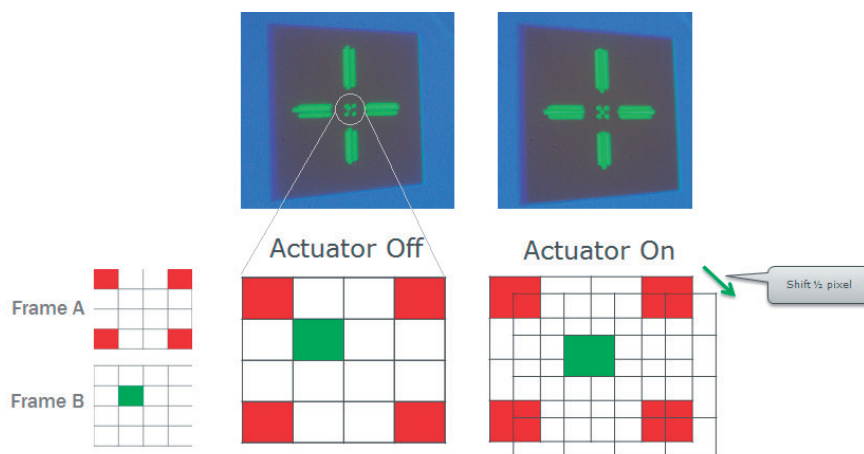 Actuator Off
Actuator On
Shift ½ pixel
Frame A
Frame B